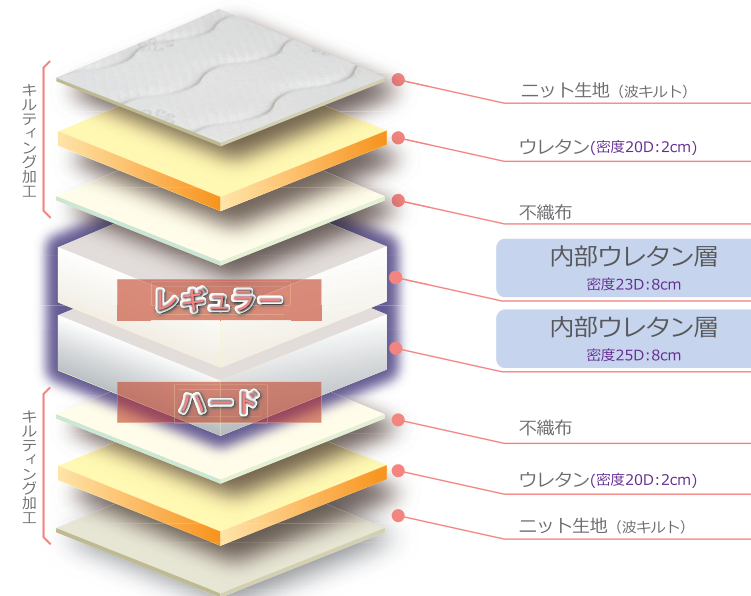 キルティング加工
ニット生地（波キルト）
ウレタン(密度20D:2cm)
不織布
内部ウレタン層
密度23D:8cm
レギュラー
内部ウレタン層
密度25D:8cm
ハード
キルティング加工
不織布
ウレタン(密度20D:2cm)
ニット生地（波キルト）